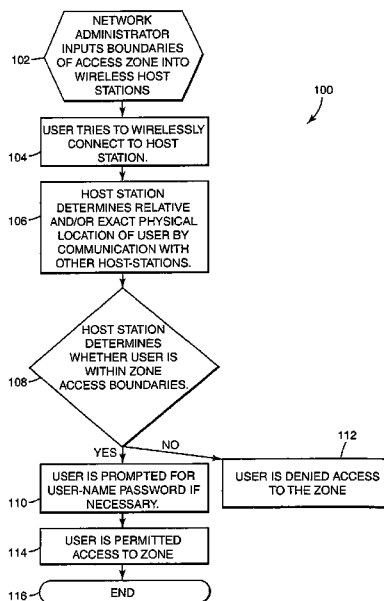 NETWORK
ADMINISTRATOR
INPUTS BOUNDARIES
OF ACCESS ZONE INTO
WIRELESS HOST
STATIONS
102
100
USER TRIES TO WIRELESSLY
CONNECT TO HOST
STATION.
104
HOST STATION
DETERMINES RELATIVE
AND/OR EXACT PHYSICAL
LOCATION OF USER BY
COMMUNICATION WITH
OTHER HOST-STATIONS.
106
HOST STATION
DETERMINES
WHETHER USER IS
WITHIN ZONE
ACCESS BOUNDARIES.
108
YES
NO
112
USER IS DENIED ACCESS
TO THE ZONE
USER IS PROMPTED FOR
USER-NAME PASSWORD IF
NECESSARY.
110
USER IS PERMITTED
ACCESS TO ZONE
114
END
116